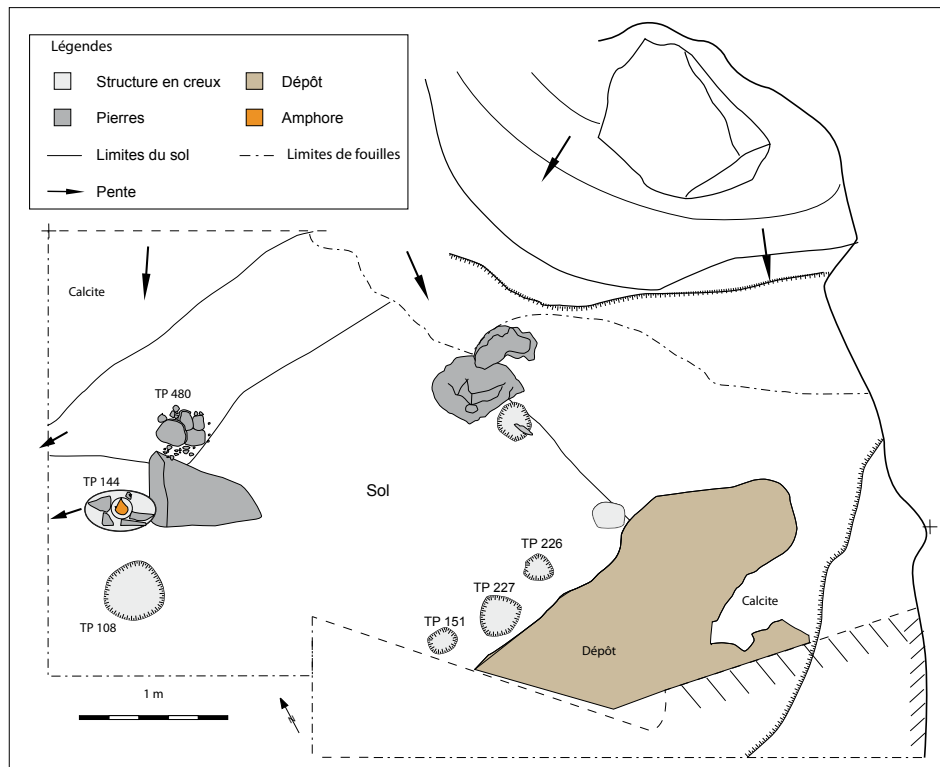 Légendes
Structure en creux
Dépôt
Pierres
Amphore
Limites du sol
Limites de fouilles
Pente
Calcite
TP 480
TP 144
Sol
TP 226
TP 227
Calcite
TP 151
TP 108
Dépôt
1 m
N